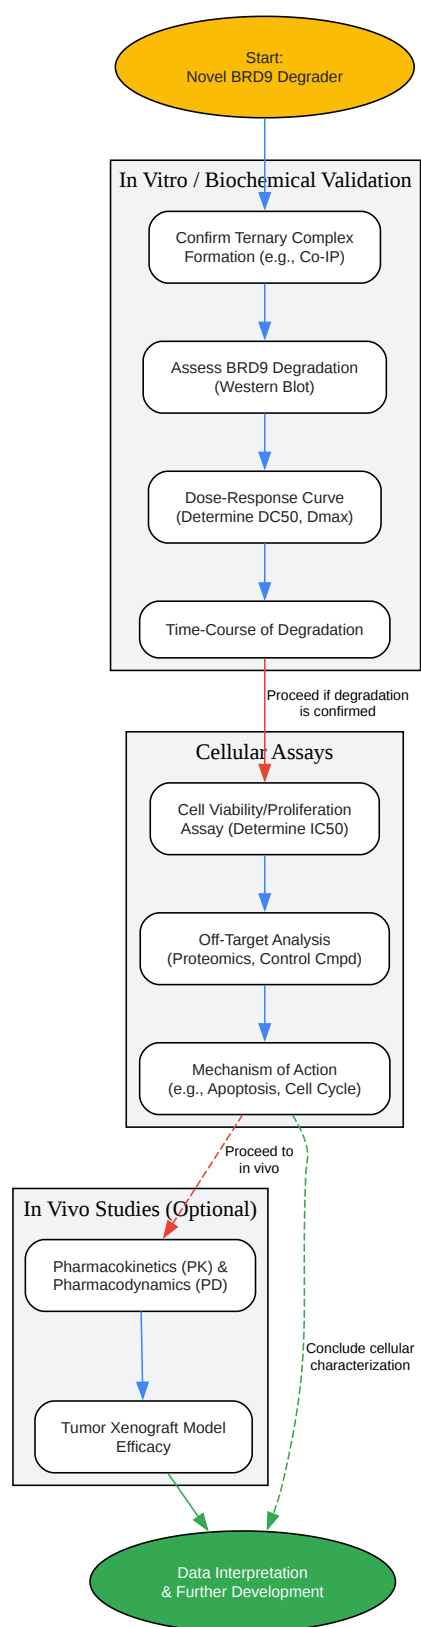 Start:
Novel BRD9 Degrader
In Vitro / Biochemical Validation
Confirm Ternary Complex
Formation (e.g., Co-IP)
Assess BRD9 Degradation
(Western Blot)
Dose-Response Curve
(Determine DC50, Dmax)
Time-Course of Degradation
Proceed if degradation
is confirmed
Cellular Assays
Cell Viability/Proliferation
Assay (Determine IC50)
Off-Target Analysis
(Proteomics, Control Cmpd)
Mechanism of Action
(e.g., Apoptosis, Cell Cycle)
Proceed to
in vivo
In Vivo Studies (Optional)
Pharmacokinetics (PK) &
Pharmacodynamics (PD)
Conclude cellular
characterization
Tumor Xenograft Model
Efficacy
Data Interpretation
& Further Development